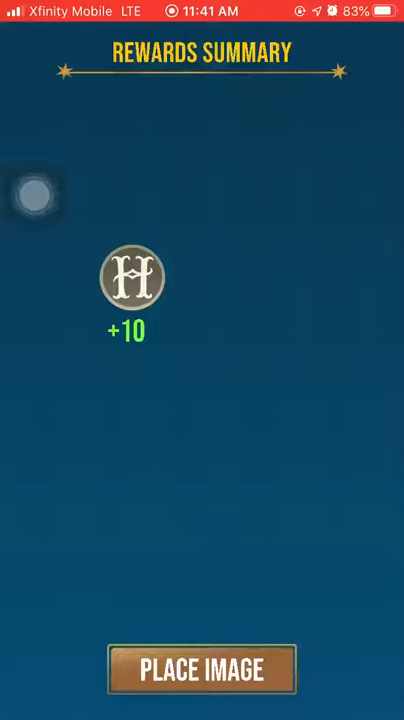 Xfinity Mobile LTE 11:41 AM 83%
REWARDS SUMMARY
H
+10
PLACE IMAGE